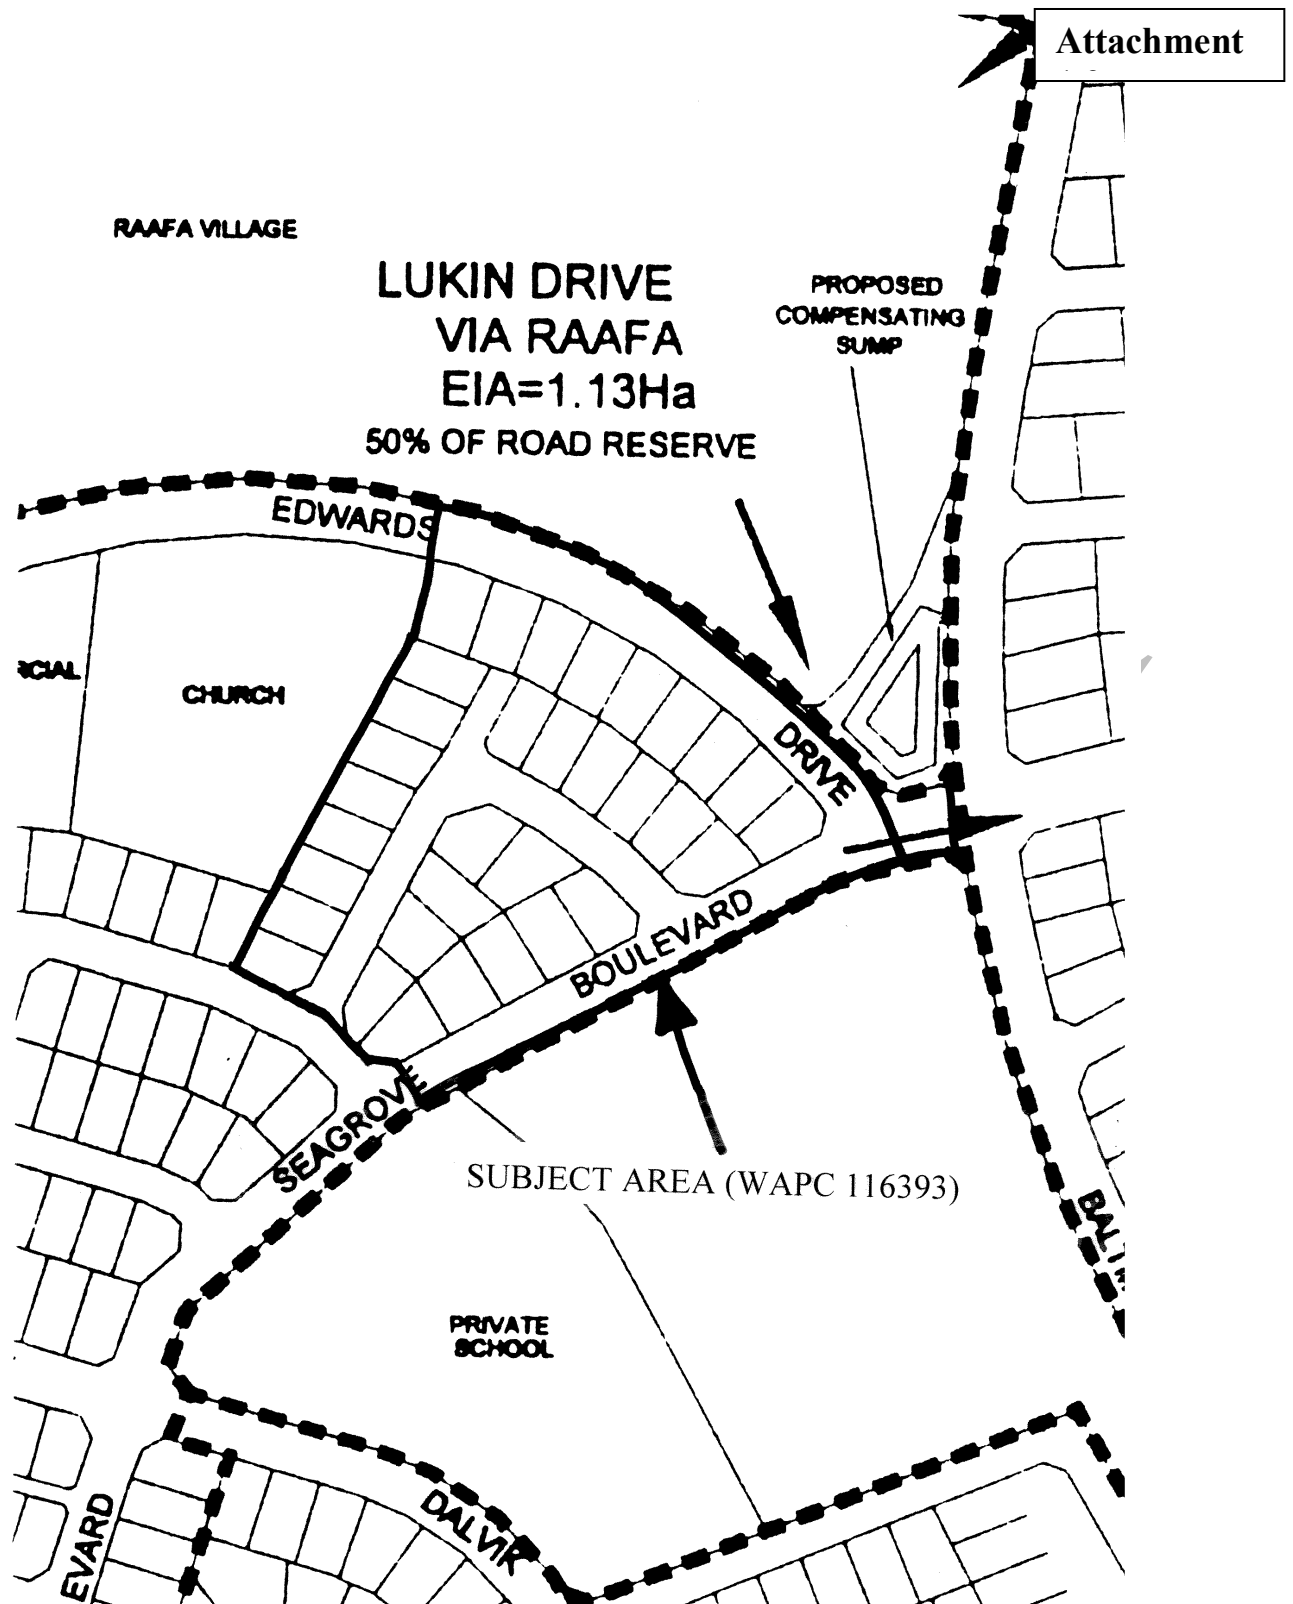 Attachment
RAAFA VILLAGE
LUKIN DRIVE
VIA RAAFA
EIA=1.13Ha
50% OF ROAD RESERVE
PROPOSED
COMPENSATING
SUMP
EDWARDS
CHURCH
DRIVE
BOULEVARD
SEAGROVE
SUBJECT AREA (WAPC 116393)
PRIVATE
SCHOOL
DALVIK
EVARD